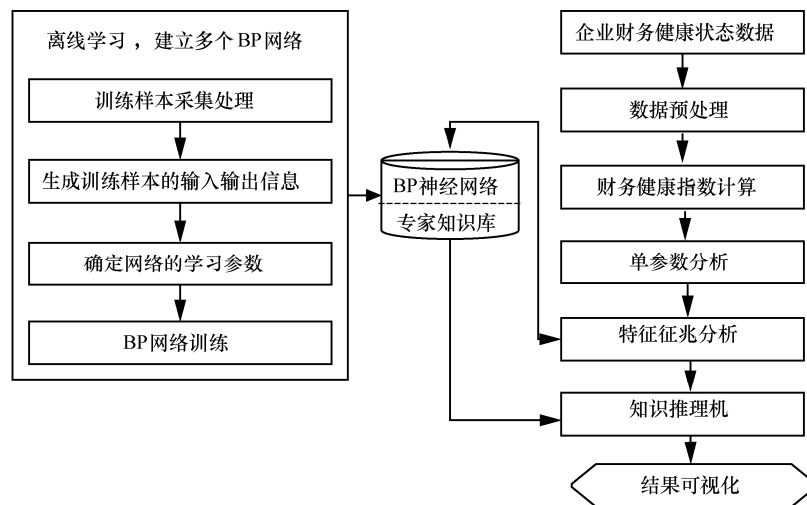 离线学习，建立多个BP网络
训练样本采集处理
生成训练样本的输入输出信息
确定网络的学习参数
BP网络训练
BP神经网络
专家知识库
企业财务健康状态数据
数据预处理
财务健康指数计算
单参数分析
特征征兆分析
知识推理机
结果可视化